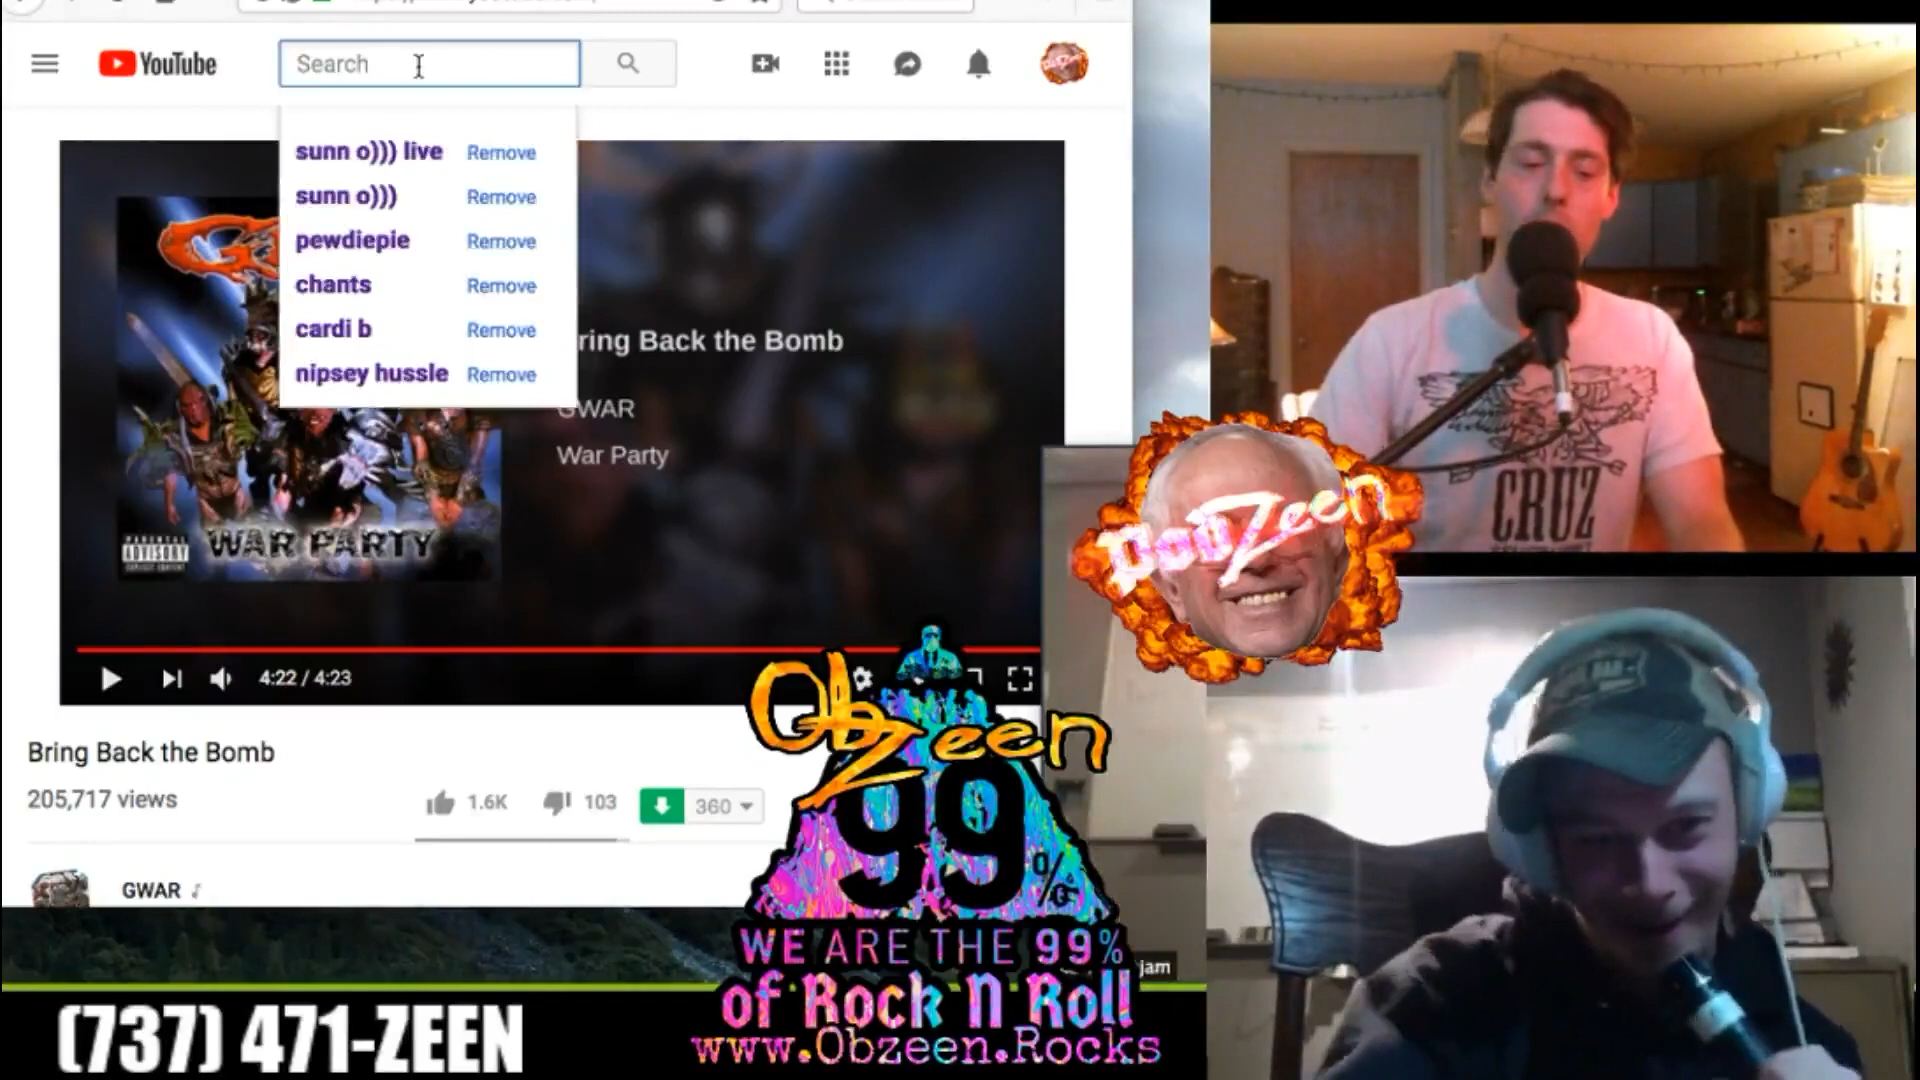 YouTube
Search
sunn o))) live Remove
sunn o))) Remove
pewdiepie Remove
chants Remove
cardi b Remove
nipsey hussle Remove
ring Back the Bomb
GWAR
War Party
PARENTAL
ADVISORY
WAR PARTY
4:22 / 4:23
Bring Back the Bomb
205,717 views
1.6K
103
360
GWAR
CRUZ
PodZeen
ObZeen
99%
WE ARE THE 99%
of Rock N Roll
www.Obzeen.Rocks
jam
(737) 471-ZEEN